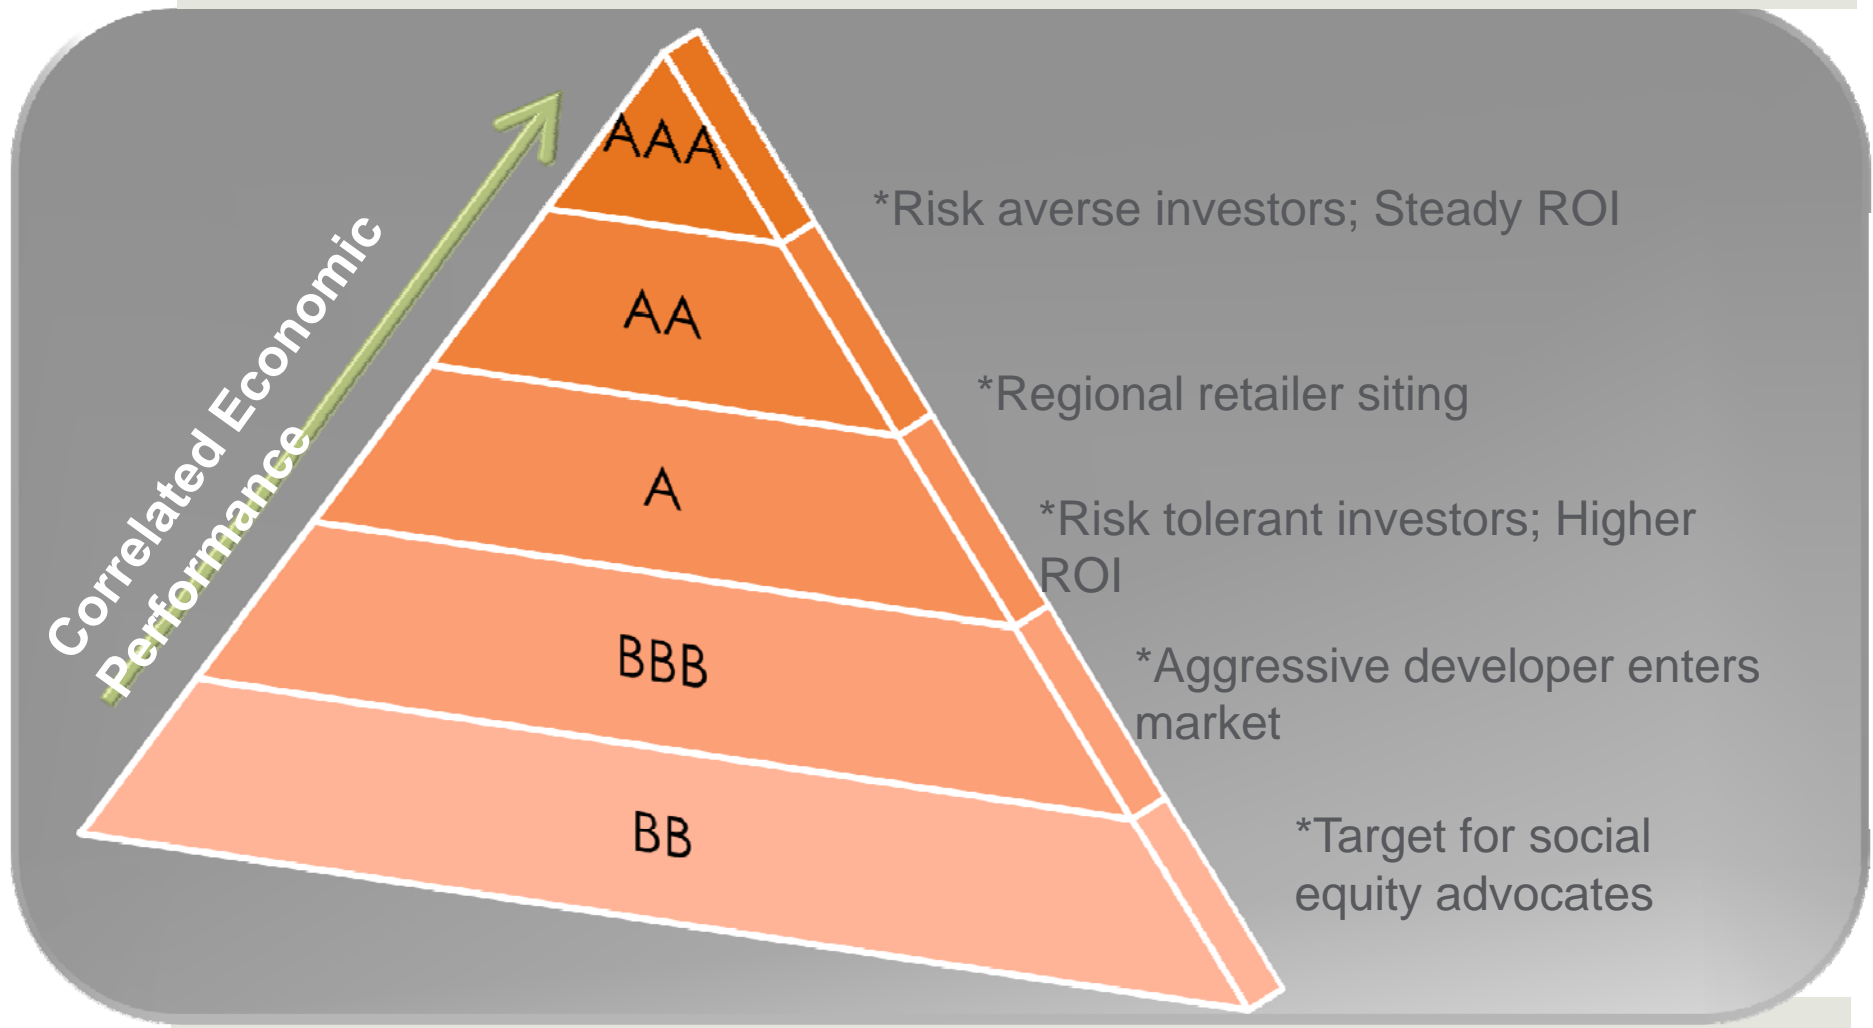 Correlated Economic
Performance
AAA
*Risk averse investors; Steady ROI
AA
*Regional retailer siting
A
*Risk tolerant investors; Higher
ROI
BBB
*Aggressive developer enters
market
BB
*Target for social
equity advocates